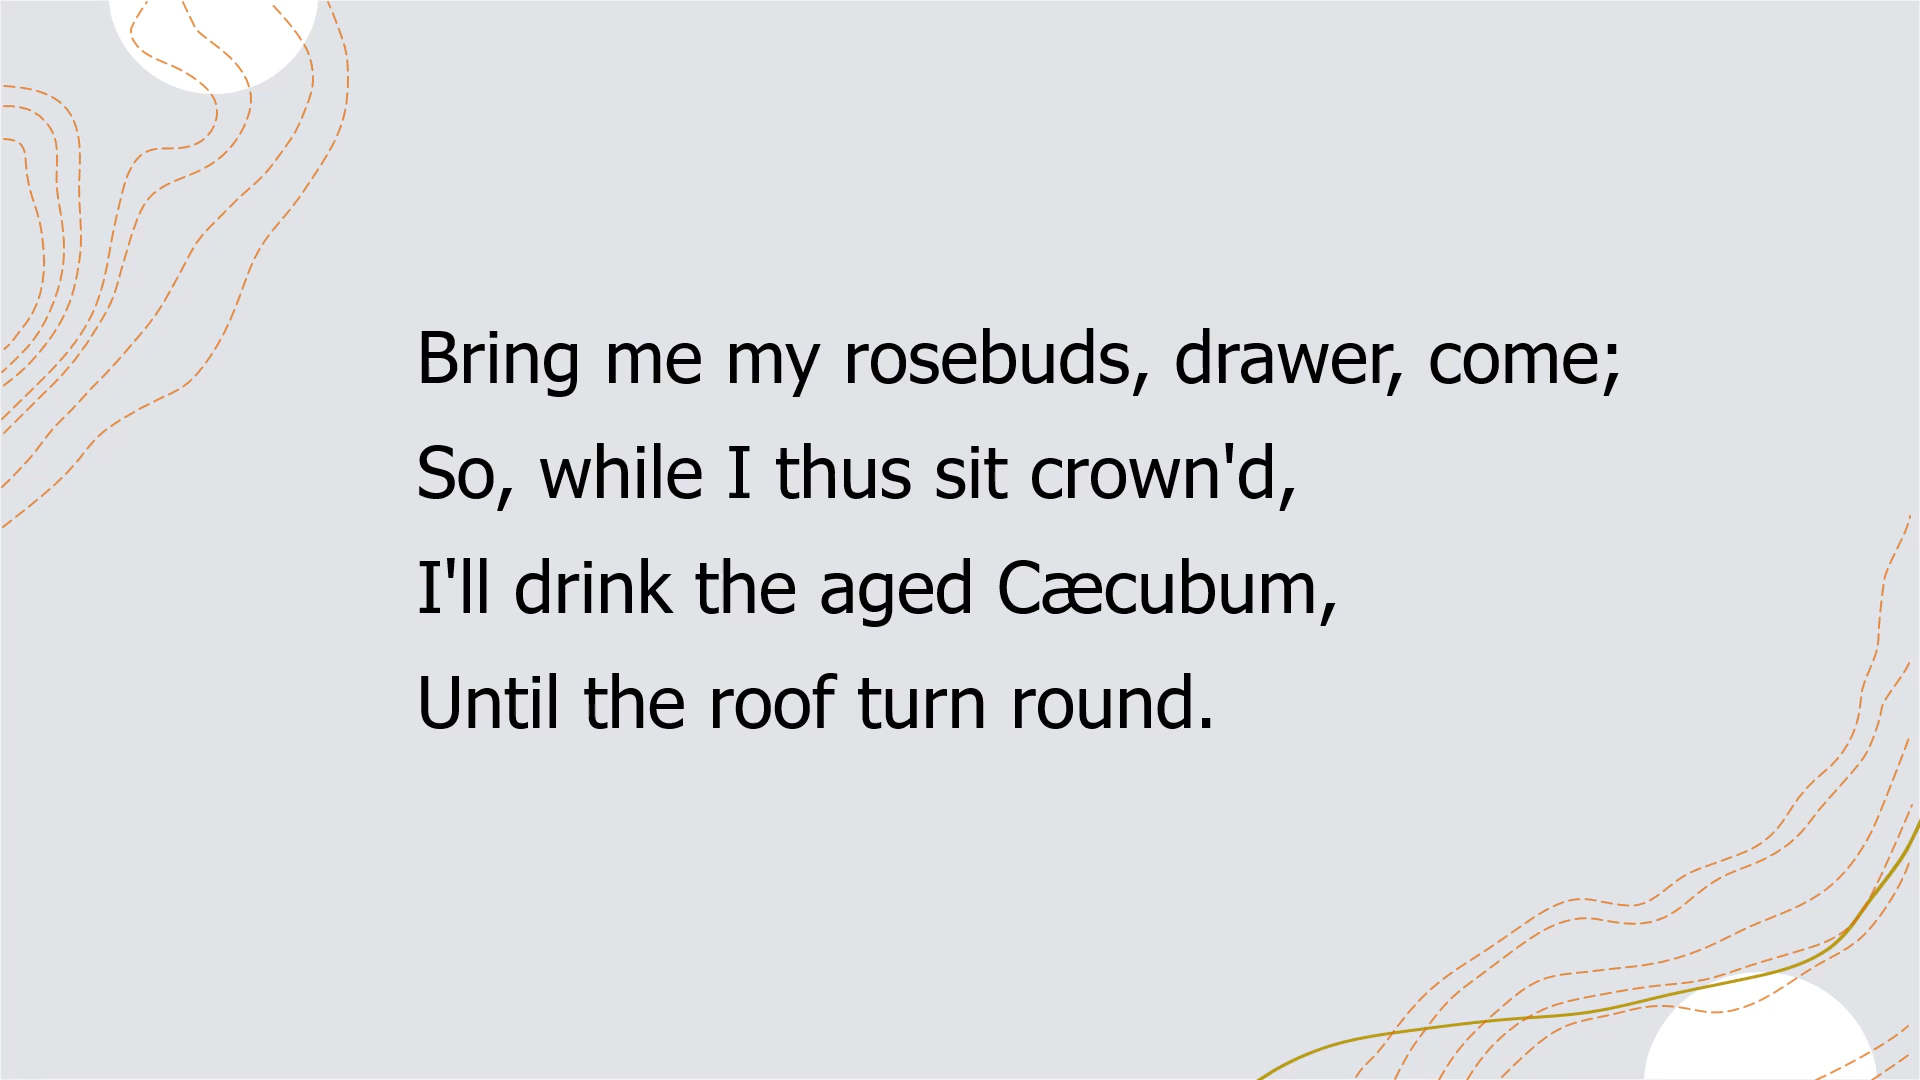 Bring me my rosebuds, drawer, come;
So, while I thus sit crown'd,
I'll drink the aged Cæcubum,
Until the roof turn round.